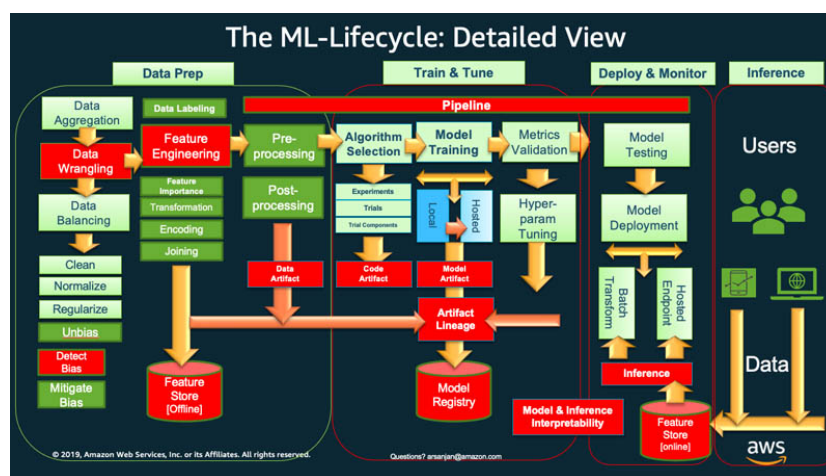 The ML-Lifecycle: Detailed View
Data Prep
Train & Tune
Deploy & Monitor
Inference
Pipeline
Data
Aggregation
Data
Wrangling
Data
Balancing
Clean
Normalize
Regularize
Unbias
Detect
Bias
Mitigate
Bias
Data Labeling
Feature
Engineering
Feature
Importance
Transformation
Encoding
Joining
Feature
Store
[Offline]
Pre-
processing
Post-
processing
Data
Artifact
Algorithm
Selection
Experiments
Trials
Trial Components
Code
Artifact
Model
Training
Local
Hosted
Model
Artifact
Artifact
Lineage
Model
Registry
Metrics
Validation
Hyper-
param
Tuning
Model & Inference
Interpretability
Model
Testing
Model
Deployment
Batch
Transform
Hosted
Endpoint
Inference
Feature
Store
[online]
Users
Data
aws
© 2019, Amazon Web Services, Inc. or its Affiliates. All rights reserved.
Questions? arsanjan@amazon.com